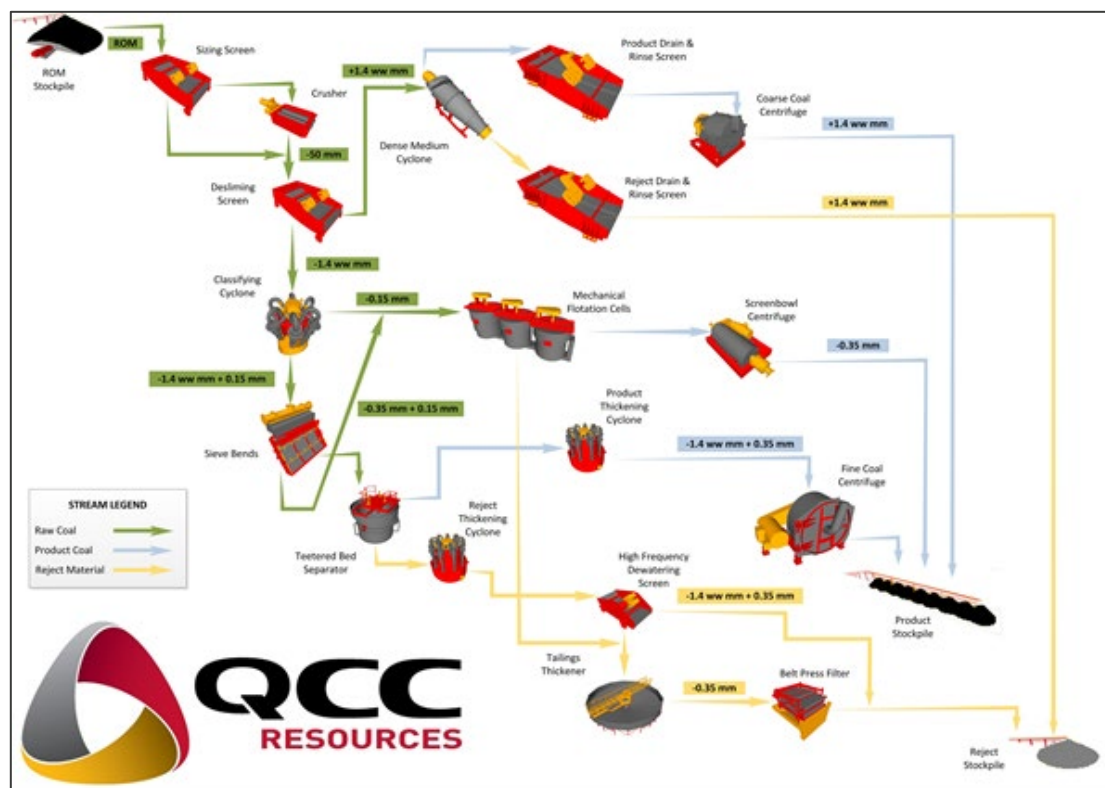 ROM
Stockpile
ROM
Sizing Screen
Crusher
-50 mm
Desliming
Screen
+1.4 ww mm
Dense Medium
Cyclone
Product Drain &
Rinse Screen
Coarse Coal
Centrifuge
+1.4 ww mm
Reject Drain &
Rinse Screen
+1.4 ww mm
-1.4 ww mm
Classifying
Cyclone
-0.15 mm
Mechanical
Flotation Cells
Screenbowl
Centrifuge
-0.35 mm
-1.4 ww mm + 0.15 mm
-0.35 mm + 0.15 mm
Sieve Bends
Product
Thickening
Cyclone
-1.4 ww mm + 0.35 mm
Fine Coal
Centrifuge
STREAM LEGEND
Raw Coal
Product Coal
Reject Material
Teetered Bed
Separator
Reject
Thickening
Cyclone
High Frequency
Dewatering
Screen
-1.4 ww mm + 0.35 mm
Product
Stockpile
Tailings
Thickener
-0.35 mm
Belt Press Filter
Reject
Stockpile
QCC
RESOURCES